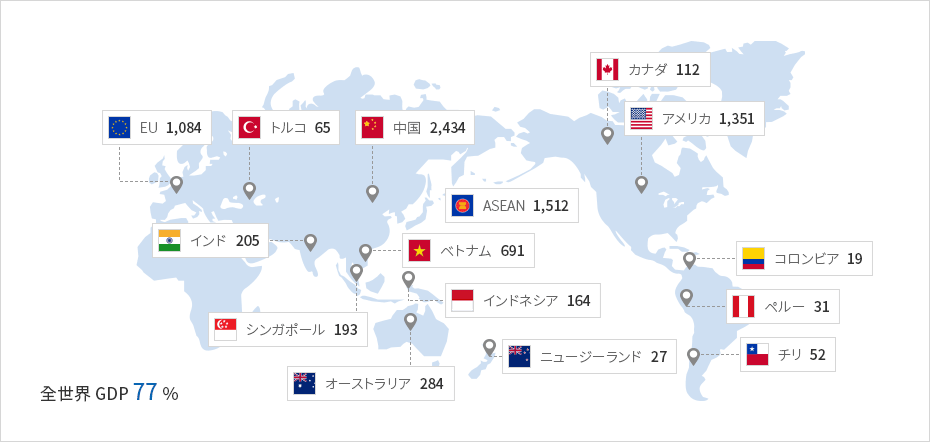 カナダ 112
アメリカ 1,351
EU 1,084
トルコ 65
中国 2,434
ASEAN 1,512
インド 205
ベトナム 691
コロンビア 19
インドネシア 164
ペルー 31
シンガポール 193
ニュージーランド 27
チリ 52
オーストラリア 284
全世界 GDP 77 %